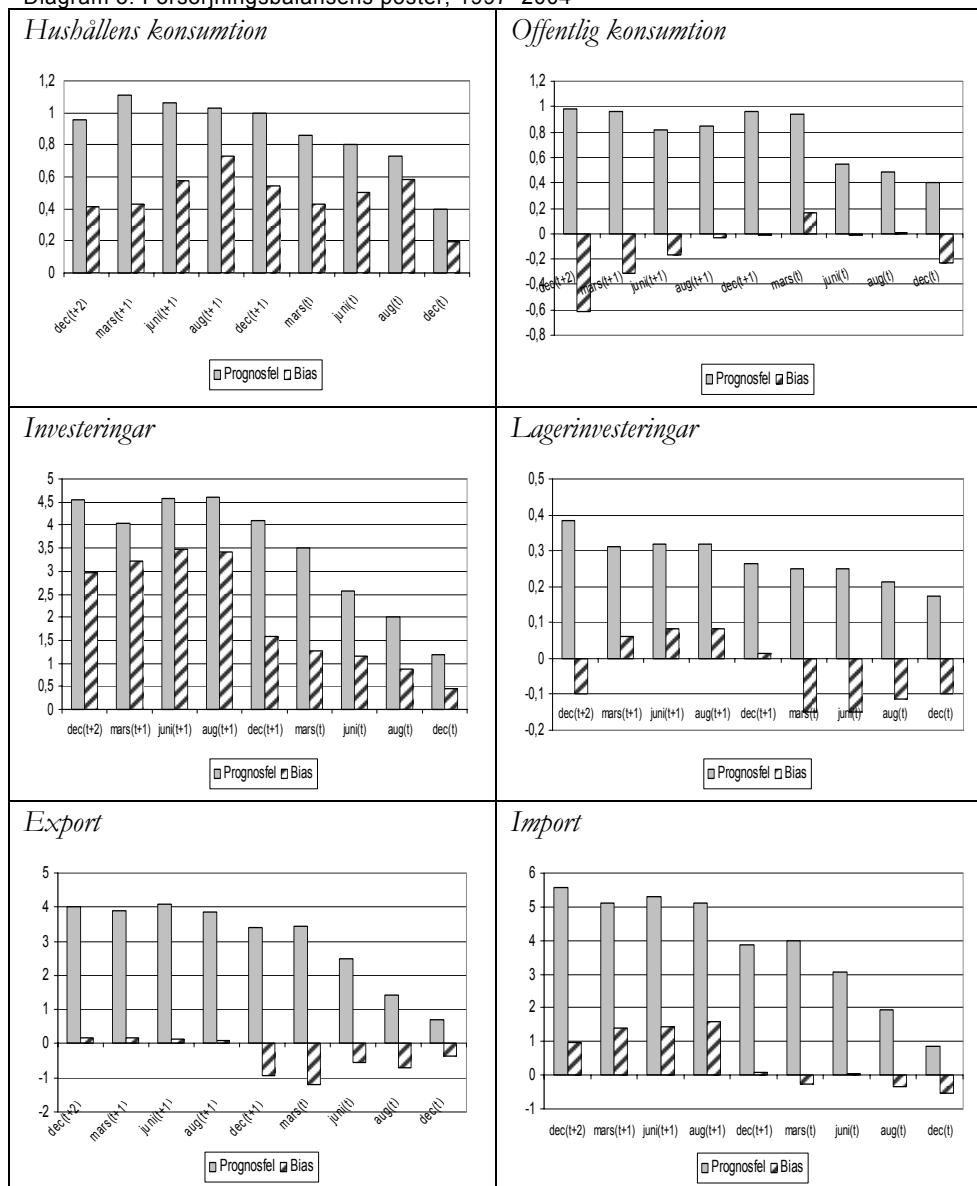 Diagram 3. Försörjningsbalansens poster, 1997–2004
Hushållens konsumtion
1,2
1
0,8
0,6
0,4
0,2
0
dec(t+2) mars(t+1) juni(t+1) aug(t+1) dec(t+1) mars(t) juni(t) aug(t) dec(t)
Prognosfel Bias
Offentlig konsumtion
1,2
1
0,8
0,6
0,4
0,2
0
-0,2
-0,4
-0,6
-0,8
dec(t+2) mars(t+1) juni(t+1) aug(t+1) dec(t+1) mars(t) juni(t) aug(t) dec(t)
Prognosfel Bias
Investeringar
5
4,5
4
3,5
3
2,5
2
1,5
1
0,5
0
dec(t+2) mars(t+1) juni(t+1) aug(t+1) dec(t+1) mars(t) juni(t) aug(t) dec(t)
Prognosfel Bias
Lagerinvesteringar
0,5
0,4
0,3
0,2
0,1
0
-0,1
-0,2
dec(t+2) mars(t+1) juni(t+1) aug(t+1) dec(t+1) mars(t) juni(t) aug(t) dec(t)
Prognosfel Bias
Export
5
4
3
2
1
0
-1
-2
dec(t+2) mars(t+1) juni(t+1) aug(t+1) dec(t+1) mars(t) juni(t) aug(t) dec(t)
Prognosfel Bias
Import
6
5
4
3
2
1
0
-1
dec(t+2) mars(t+1) juni(t+1) aug(t+1) dec(t+1) mars(t) juni(t) aug(t) dec(t)
Prognosfel Bias